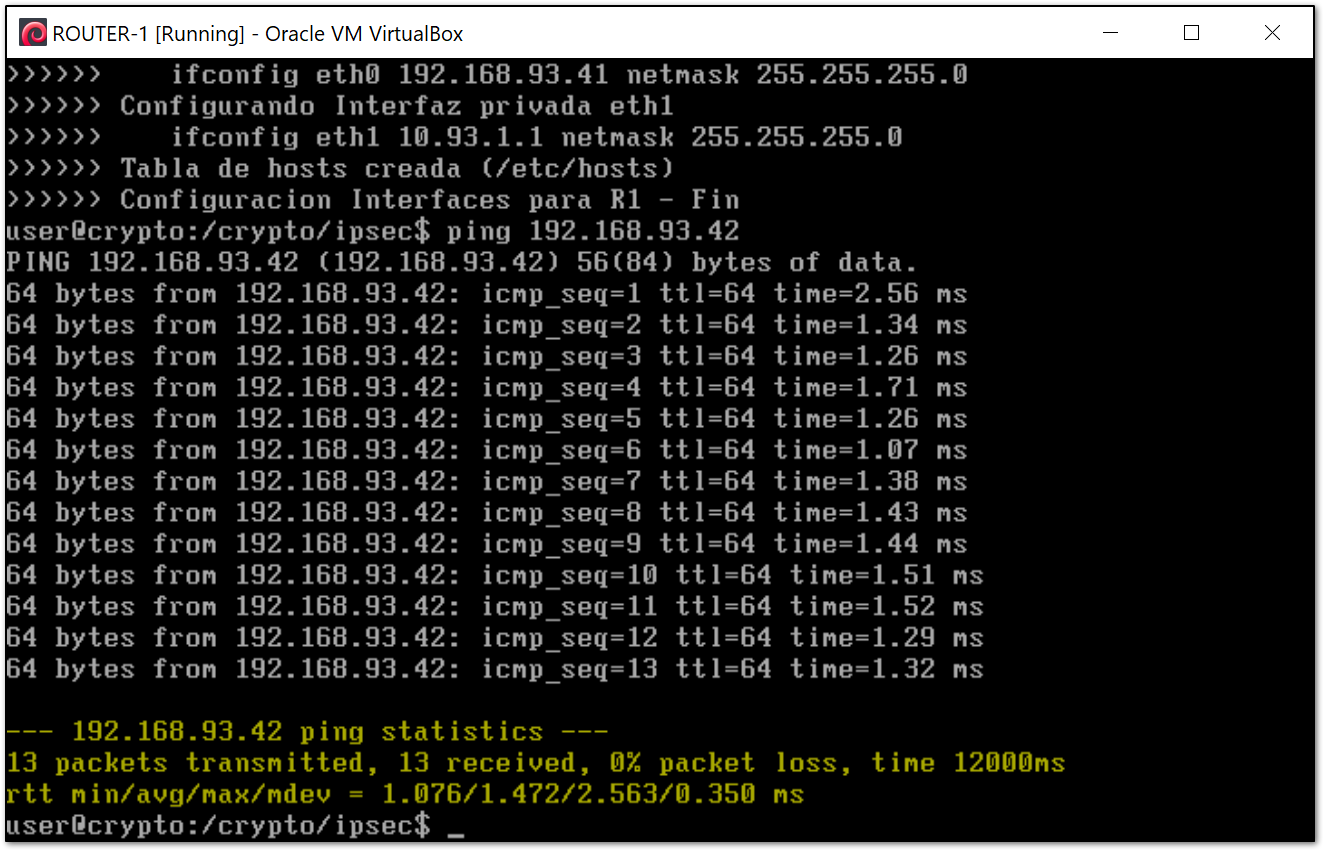 ROUTER-1 [Running] - Oracle VM VirtualBox
>>>>>>    ifconfig eth0 192.168.93.41 netmask 255.255.255.0
>>>>>> Configurando Interfaz privada eth1
>>>>>>    ifconfig eth1 10.93.1.1 netmask 255.255.255.0
>>>>>> Tabla de hosts creada (/etc/hosts)
>>>>>> Configuracion Interfaces para R1 - Fin
user@crypto:/crypto/ipsec$ ping 192.168.93.42
PING 192.168.93.42 (192.168.93.42) 56(84) bytes of data.
64 bytes from 192.168.93.42: icmp_seq=1 ttl=64 time=2.56 ms
64 bytes from 192.168.93.42: icmp_seq=2 ttl=64 time=1.34 ms
64 bytes from 192.168.93.42: icmp_seq=3 ttl=64 time=1.26 ms
64 bytes from 192.168.93.42: icmp_seq=4 ttl=64 time=1.71 ms
64 bytes from 192.168.93.42: icmp_seq=5 ttl=64 time=1.26 ms
64 bytes from 192.168.93.42: icmp_seq=6 ttl=64 time=1.07 ms
64 bytes from 192.168.93.42: icmp_seq=7 ttl=64 time=1.38 ms
64 bytes from 192.168.93.42: icmp_seq=8 ttl=64 time=1.43 ms
64 bytes from 192.168.93.42: icmp_seq=9 ttl=64 time=1.44 ms
64 bytes from 192.168.93.42: icmp_seq=10 ttl=64 time=1.51 ms
64 bytes from 192.168.93.42: icmp_seq=11 ttl=64 time=1.52 ms
64 bytes from 192.168.93.42: icmp_seq=12 ttl=64 time=1.29 ms
64 bytes from 192.168.93.42: icmp_seq=13 ttl=64 time=1.32 ms
--- 192.168.93.42 ping statistics ---
13 packets transmitted, 13 received, 0% packet loss, time 12000ms
rtt min/avg/max/mdev = 1.076/1.472/2.563/0.350 ms
user@crypto:/crypto/ipsec$ _